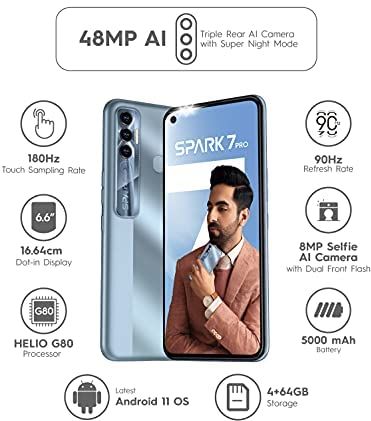 48MP AI
Triple Rear AI Camera
with Super Night Mode
180Hz
Touch Sampling Rate
90Hz
90Hz
Refresh Rate
SPARK 7 PRO
SPARK
6.6"
16.64cm
Dot-in Display
8MP Selfie
AI Camera
with Dual Front Flash
G80
HELIO G80
Processor
5000 mAh
Battery
Latest
Android 11 OS
4+64GB
Storage